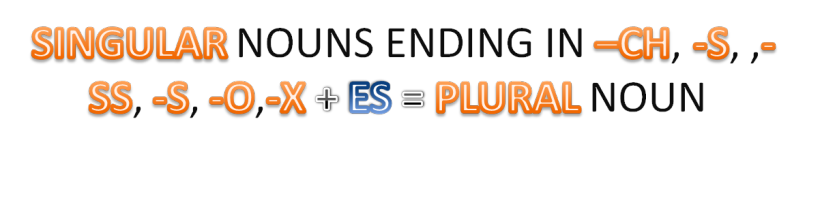 SINGULAR NOUNS ENDING IN –CH, -S, ,-
SS, -S, -O,-X + ES = PLURAL NOUN